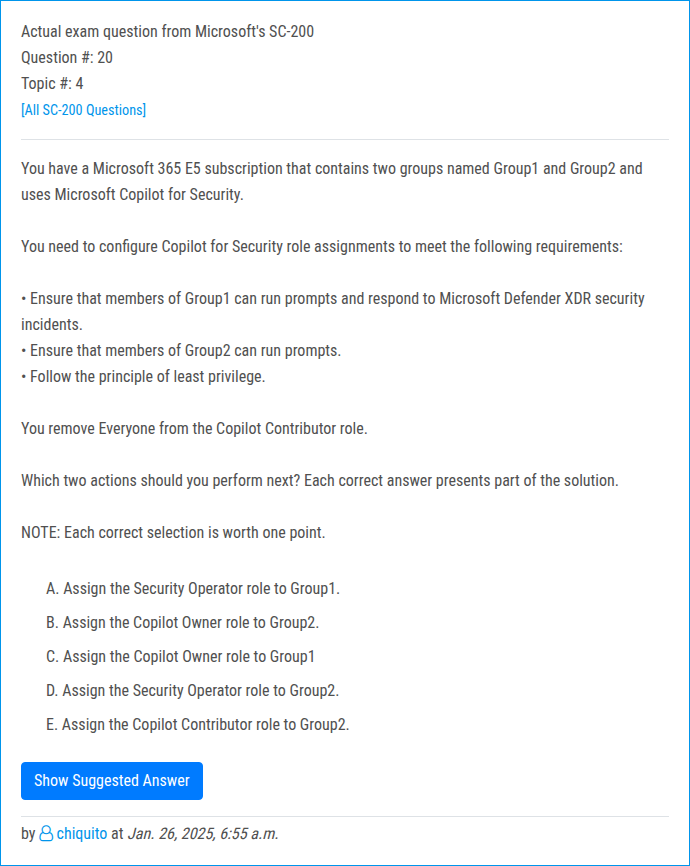 Actual exam question from Microsoft's SC-200
Question #: 20
Topic #: 4
[All SC-200 Questions]
You have a Microsoft 365 E5 subscription that contains two groups named Group1 and Group2 and
uses Microsoft Copilot for Security.
You need to configure Copilot for Security role assignments to meet the following requirements:
• Ensure that members of Group1 can run prompts and respond to Microsoft Defender XDR security
incidents.
• Ensure that members of Group2 can run prompts.
• Follow the principle of least privilege.
You remove Everyone from the Copilot Contributor role.
Which two actions should you perform next? Each correct answer presents part of the solution.
NOTE: Each correct selection is worth one point.
A. Assign the Security Operator role to Group1.
B. Assign the Copilot Owner role to Group2.
C. Assign the Copilot Owner role to Group1
D. Assign the Security Operator role to Group2.
E. Assign the Copilot Contributor role to Group2.
Show Suggested Answer
by chiquito at Jan. 26, 2025, 6:55 a.m.